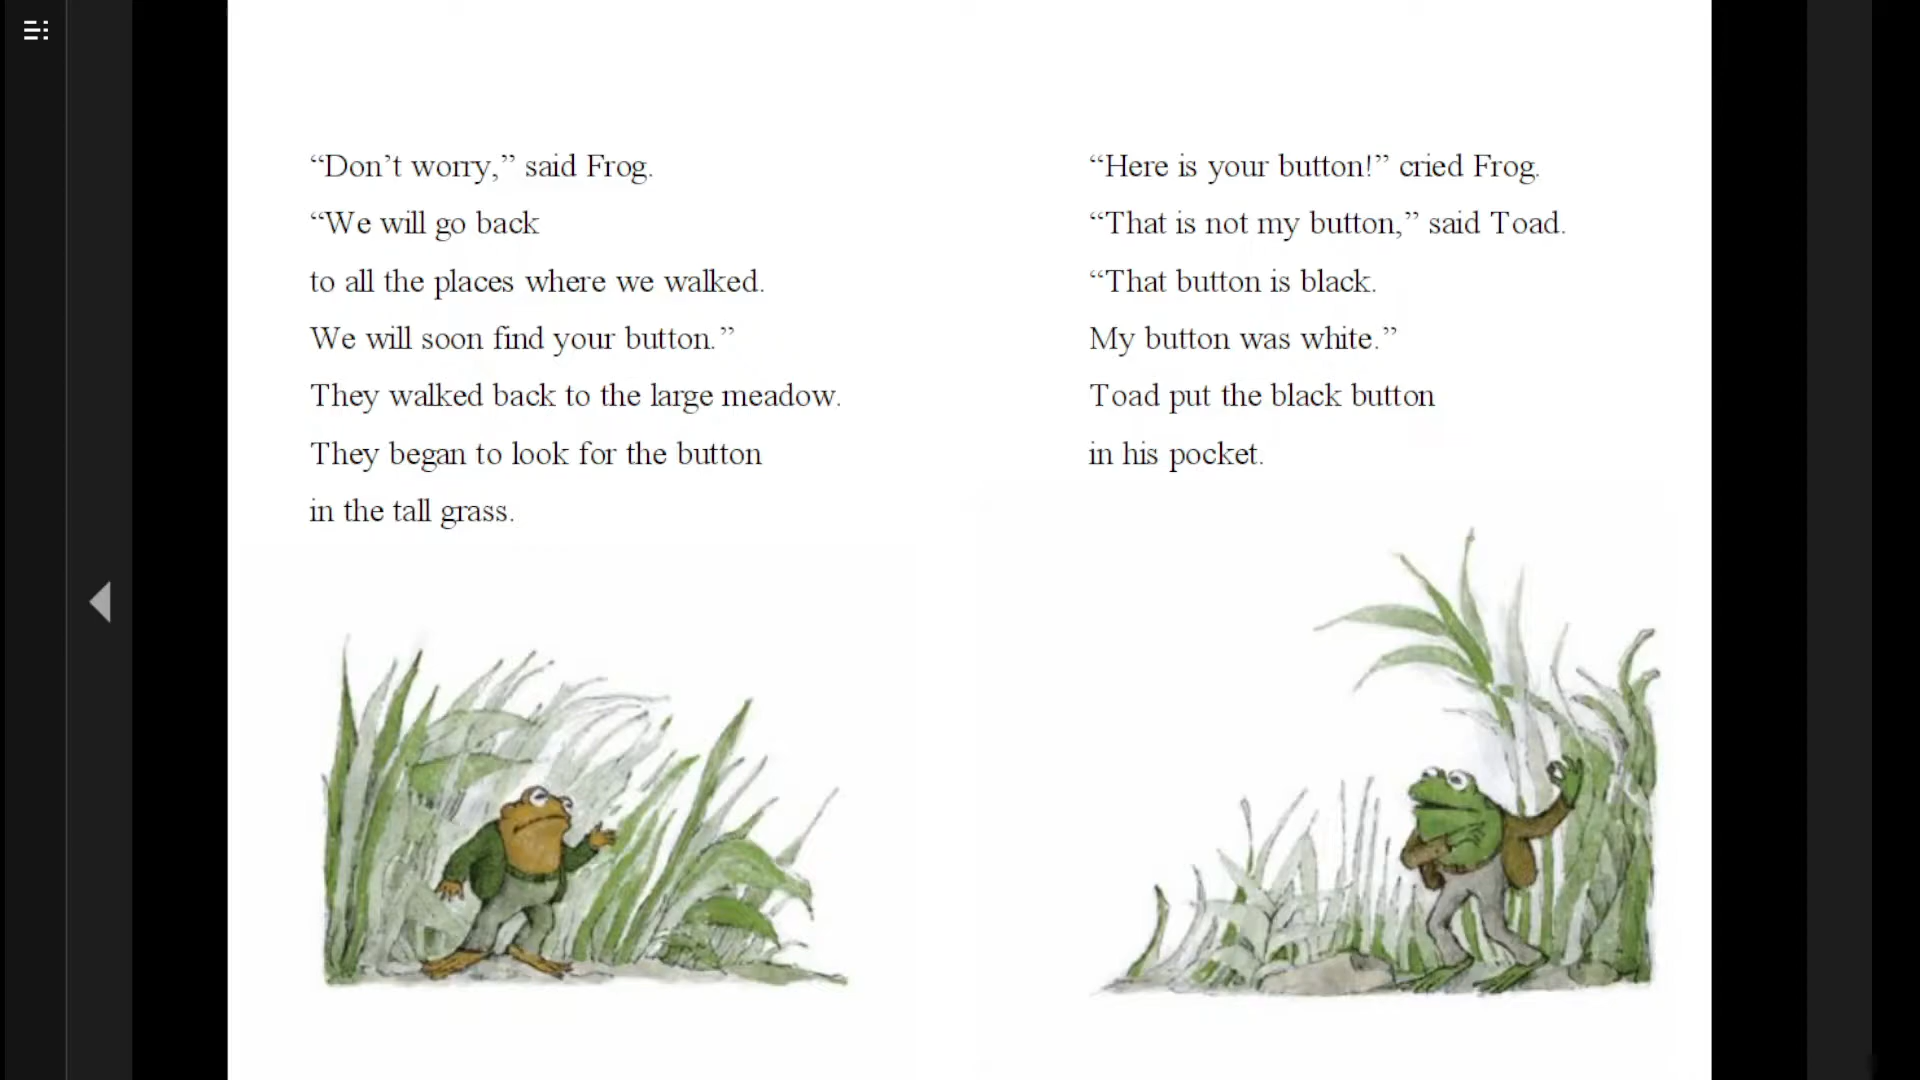 “Don’t worry,” said Frog.
“We will go back
to all the places where we walked.
We will soon find your button.”
They walked back to the large meadow.
They began to look for the button
in the tall grass.
“Here is your button!” cried Frog.
“That is not my button,” said Toad.
“That button is black.
My button was white.”
Toad put the black button
in his pocket.